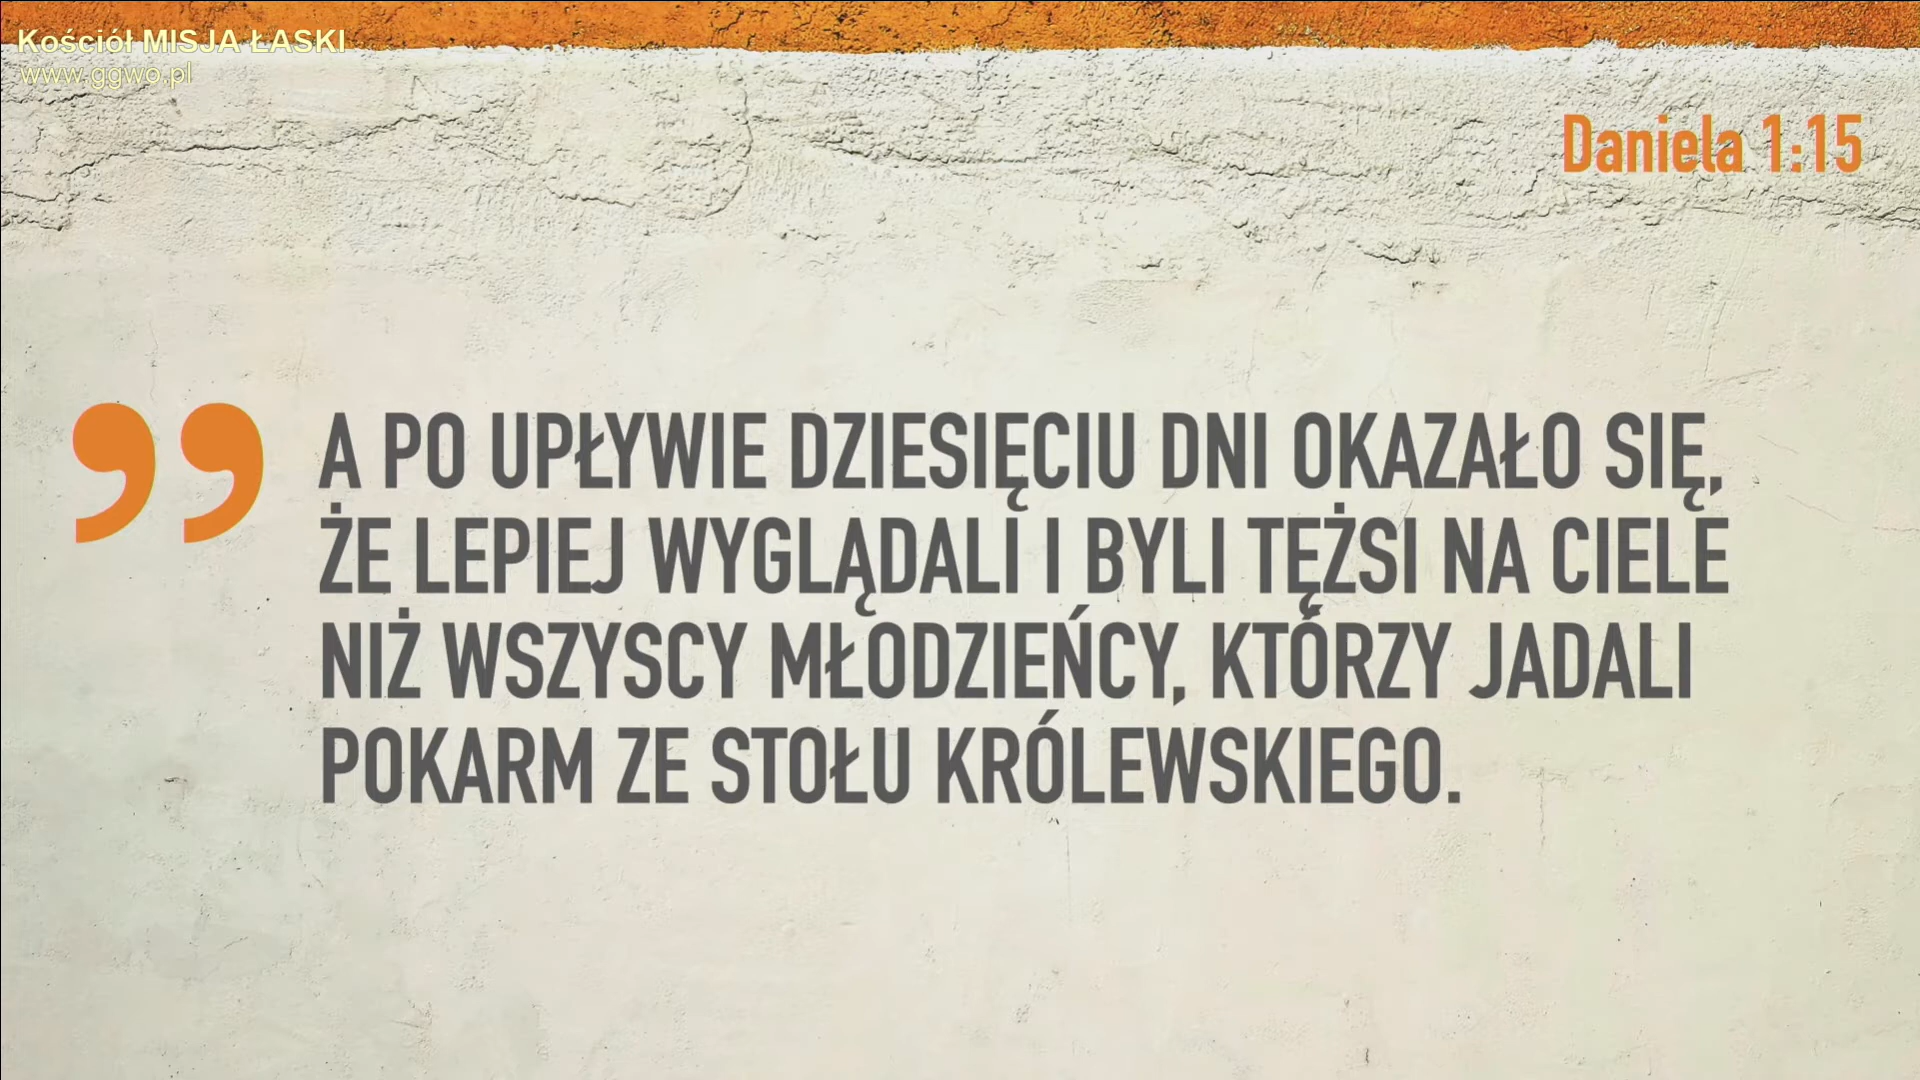 Kościół MISJA ŁASKI
www.ggwo.pl
Daniela 1:15
” A PO UPŁYWIE DZIESIĘCIU DNI OKAZAŁO SIĘ,
ŻE LEPIEJ WYGLĄDALI I BYLI TĘŻSI NA CIELE
NIŻ WSZYSCY MŁODZIEŃCY, KTÓRZY JADALI
POKARM ZE STOŁU KRÓLEWSKIEGO.